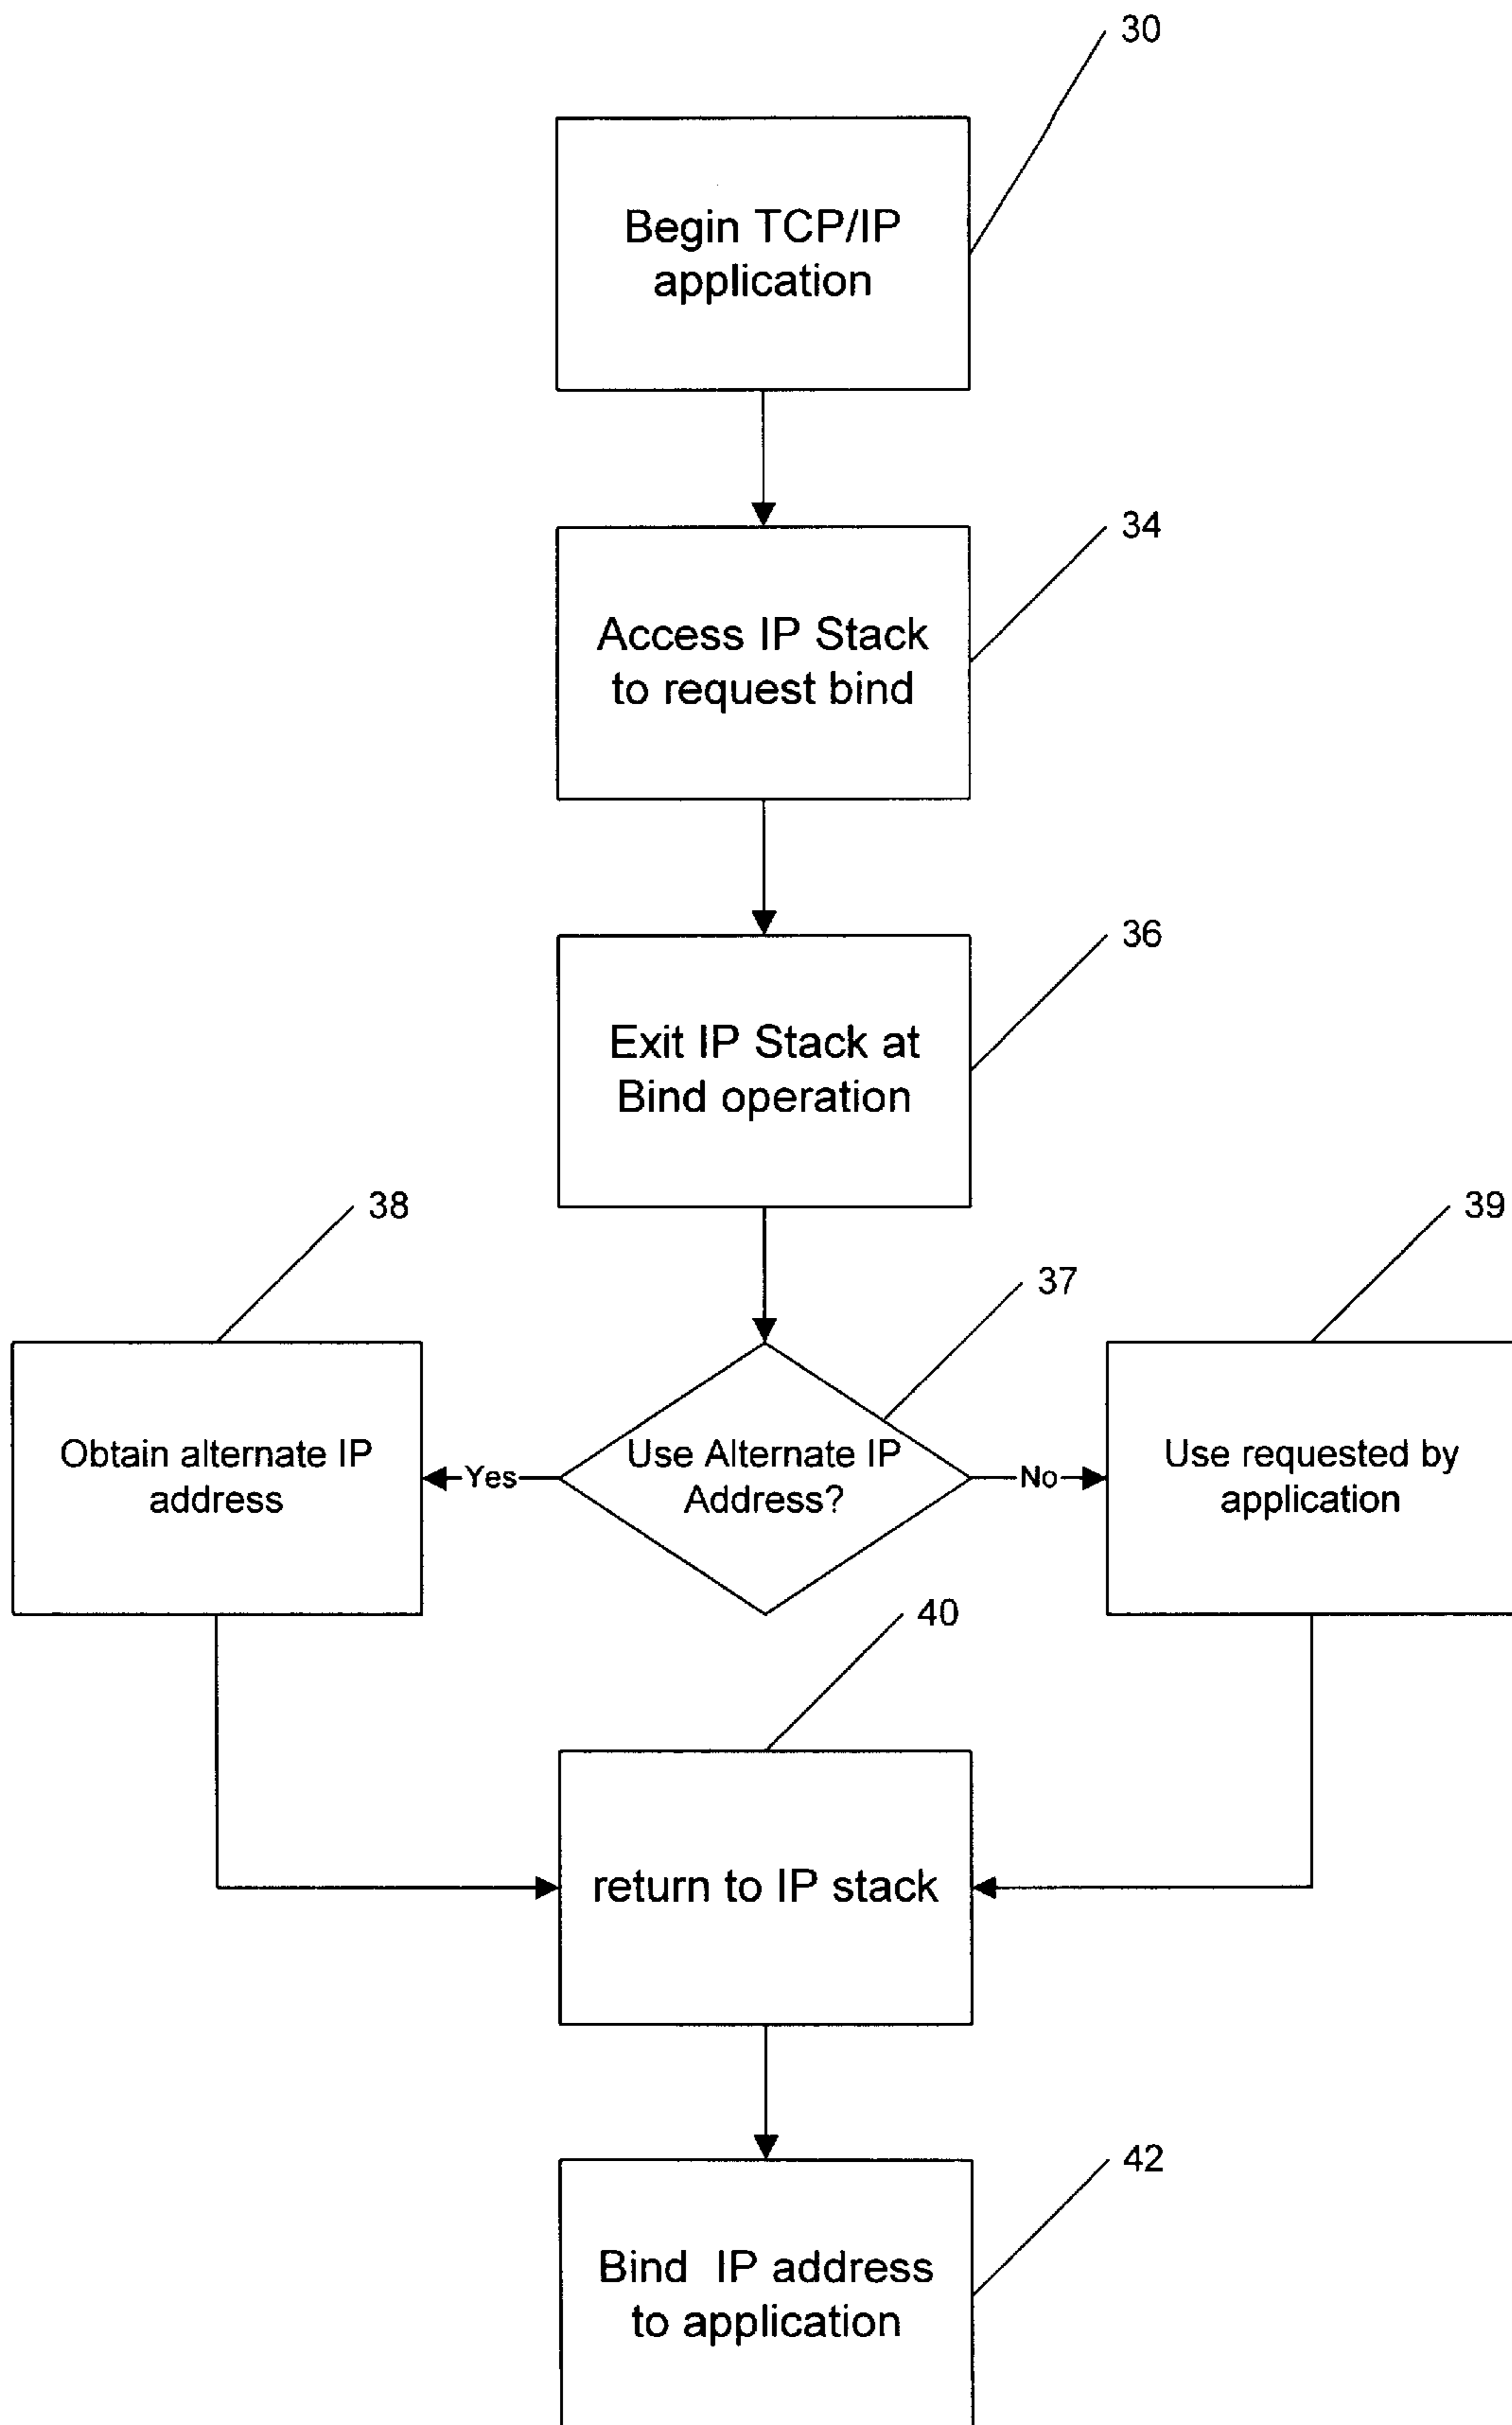 30
Begin TCP/IP
application
34
Access IP Stack
to request bind
36
Exit IP Stack at
Bind operation
38
39
37
Obtain alternate IP
address
Yes
Use Alternate IP
Address?
No
Use requested by
application
40
return to IP stack
42
Bind IP address
to application